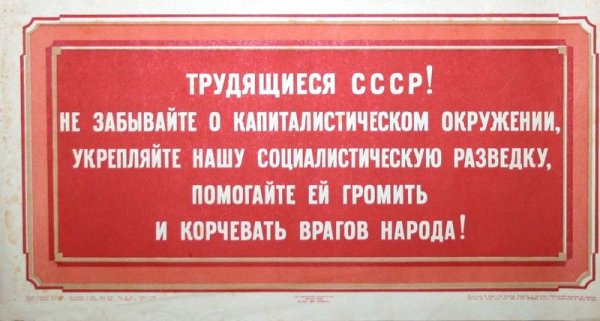 ТРУДЯЩИЕСЯ СССР!
НЕ ЗАБЫВАЙТЕ О КАПИТАЛИСТИЧЕСКОМ ОКРУЖЕНИИ,
УКРЕПЛЯЙТЕ НАШУ СОЦИАЛИСТИЧЕСКУЮ РАЗВЕДКУ,
ПОМОГАЙТЕ ЕЙ ГРОМИТЬ
И КОРЧЕВАТЬ ВРАГОВ НАРОДА!